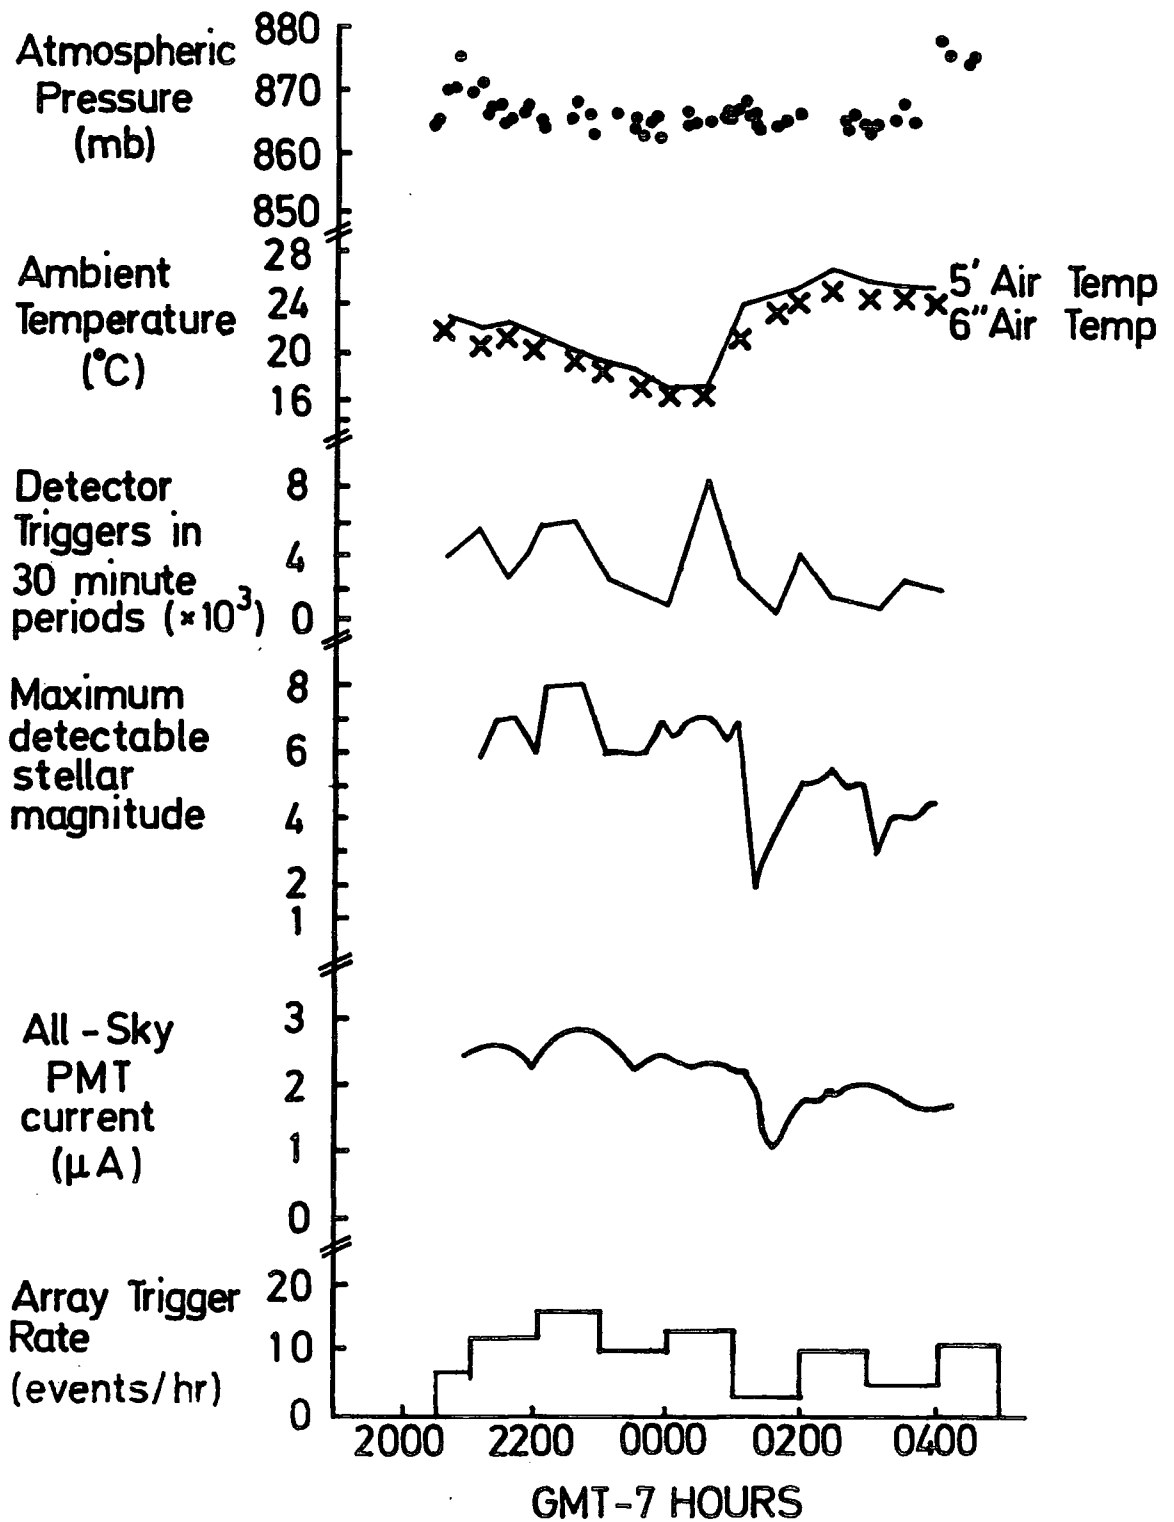 Atmospheric
Pressure
(mb)
880
870
860
850
Ambient
Temperature
(°C)
28
24
20
16
5' Air Temp
6" Air Temp
Detector
Triggers in
30 minute
periods (×10³)
8
4
0
Maximum
detectable
stellar
magnitude
8
6
4
2
1
All - Sky
PMT
current
(μA)
3
2
1
0
Array Trigger
Rate
(events/hr)
20
10
0
2000 2200 0000 0200 0400
GMT-7 HOURS